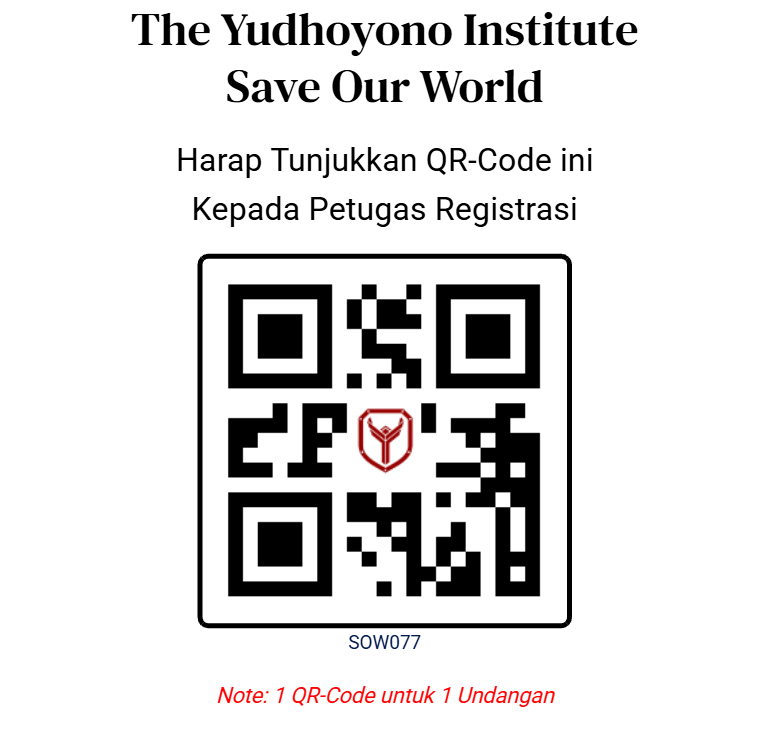 The Yudhoyono Institute
Save Our World
Harap Tunjukkan QR-Code ini
Kepada Petugas Registrasi
SOW077
Note: 1 QR-Code untuk 1 Undangan